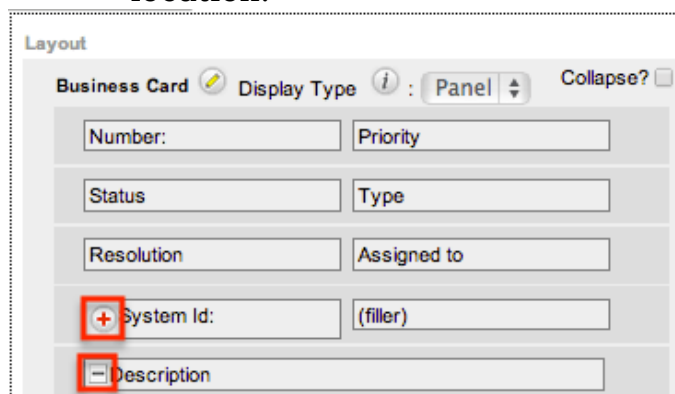 Layout
Business Card Display Type i : Panel Collapse?
Number: Priority
Status Type
Resolution Assigned to
System Id: (filler)
Description